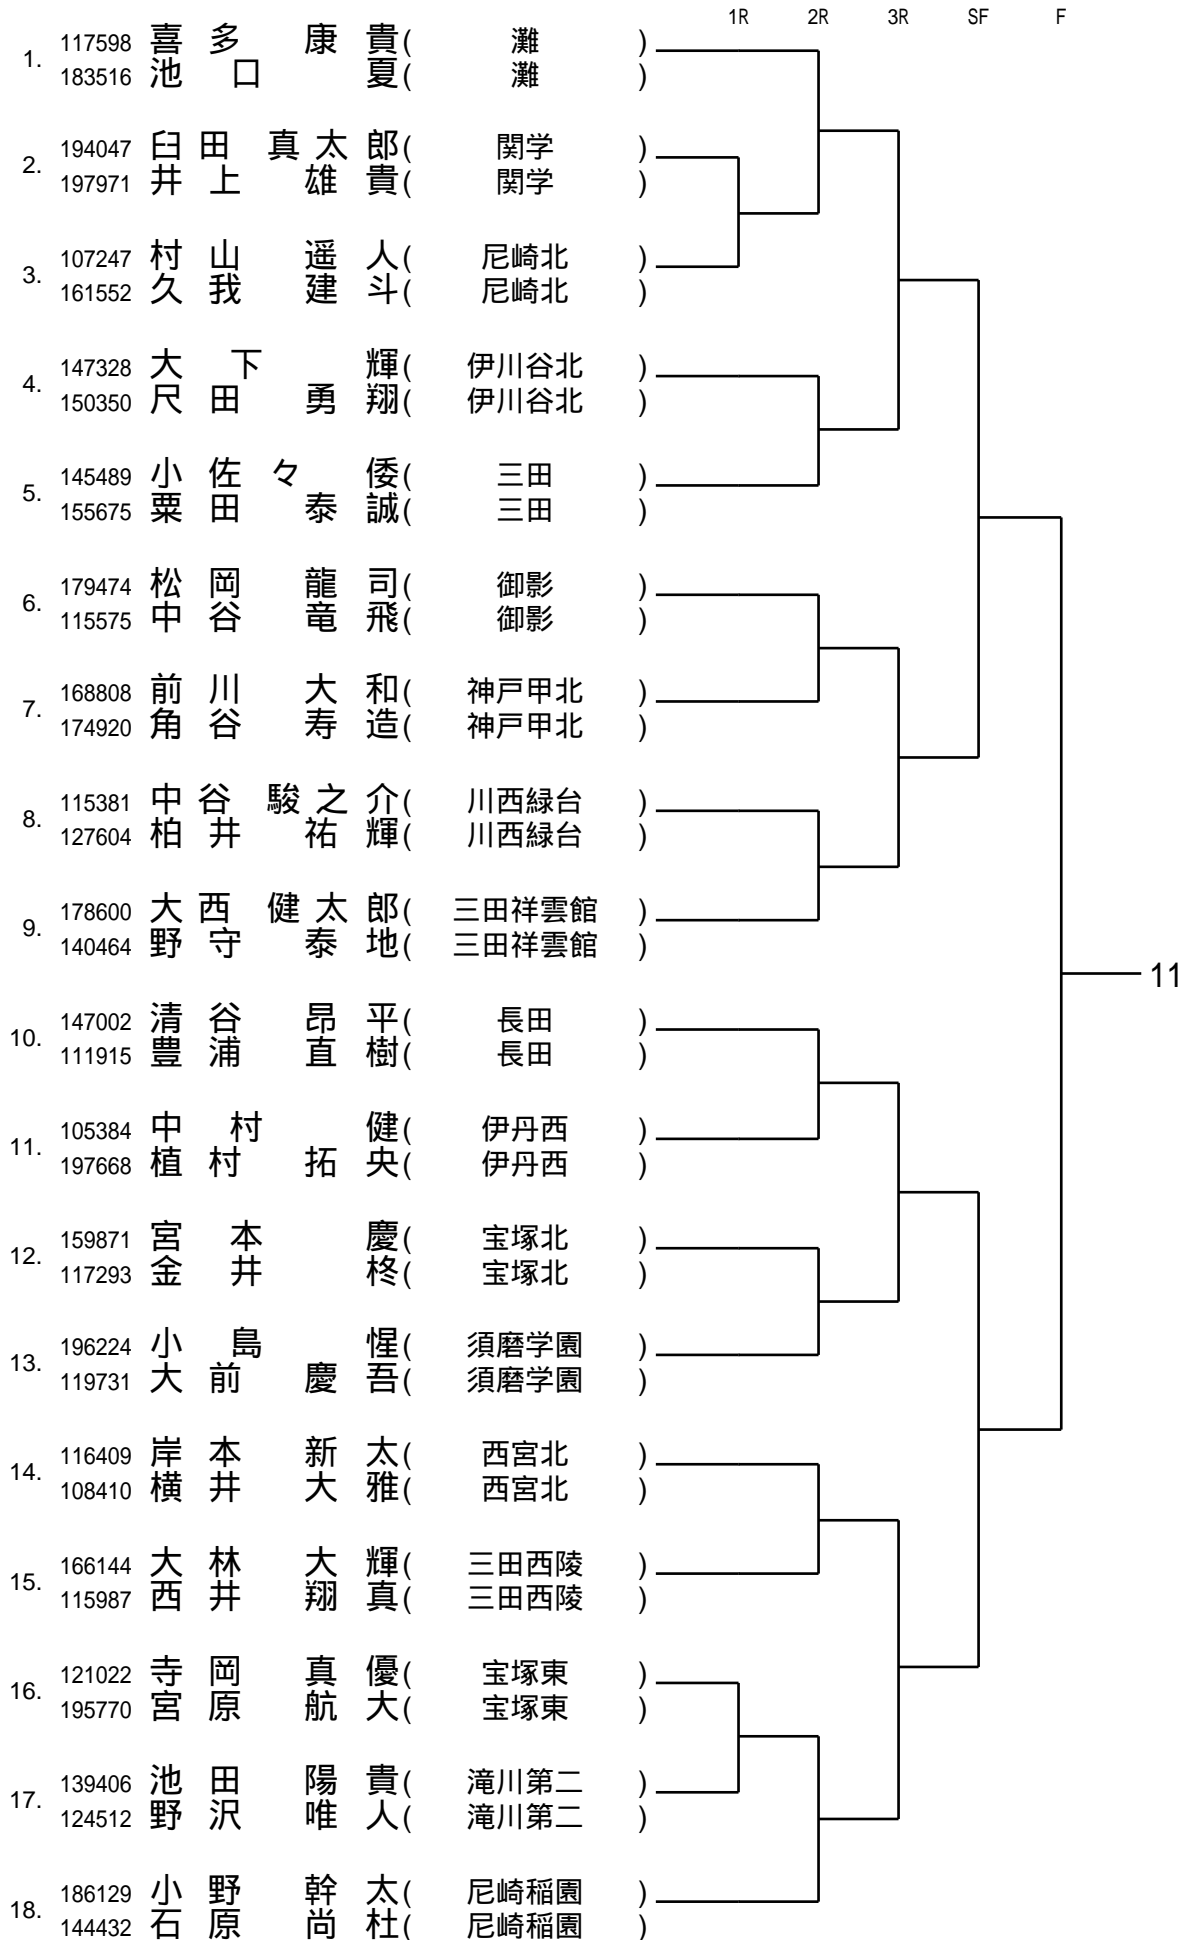 1R 2R 3R SF F
1. 117598 喜多 康貴( 灘 )
183516 池口 夏( 灘 )
2. 194047 臼田 真太郎( 関学 )
197971 井上 雄貴( 関学 )
3. 107247 村山 遥人( 尼崎北 )
161552 久我 建斗( 尼崎北 )
4. 147328 大下 輝( 伊川谷北 )
150350 尺田 勇翔( 伊川谷北 )
5. 145489 小佐々 倭( 三田 )
155675 粟田 泰誠( 三田 )
6. 179474 松岡 龍司( 御影 )
115575 中谷 竜飛( 御影 )
7. 168808 前川 大和( 神戸甲北 )
174920 角谷 寿造( 神戸甲北 )
8. 115381 中谷 駿之介( 川西緑台 )
127604 柏井 祐輝( 川西緑台 )
9. 178600 大西 健太郎( 三田祥雲館 )
140464 野守 泰地( 三田祥雲館 )
11
10. 147002 清谷 昂平( 長田 )
111915 豊浦 直樹( 長田 )
11. 105384 中村 健( 伊丹西 )
197668 植村 拓央( 伊丹西 )
12. 159871 宮本 慶( 宝塚北 )
117293 金井 柊( 宝塚北 )
13. 196224 小島 惺( 須磨学園 )
119731 大前 慶吾( 須磨学園 )
14. 116409 岸本 新太( 西宮北 )
108410 横井 大雅( 西宮北 )
15. 166144 大林 大輝( 三田西陵 )
115987 西井 翔真( 三田西陵 )
16. 121022 寺岡 真優( 宝塚東 )
195770 宮原 航大( 宝塚東 )
17. 139406 池田 陽貴( 滝川第二 )
124512 野沢 唯人( 滝川第二 )
18. 186129 小野 幹太( 尼崎稲園 )
144432 石原 尚杜( 尼崎稲園 )